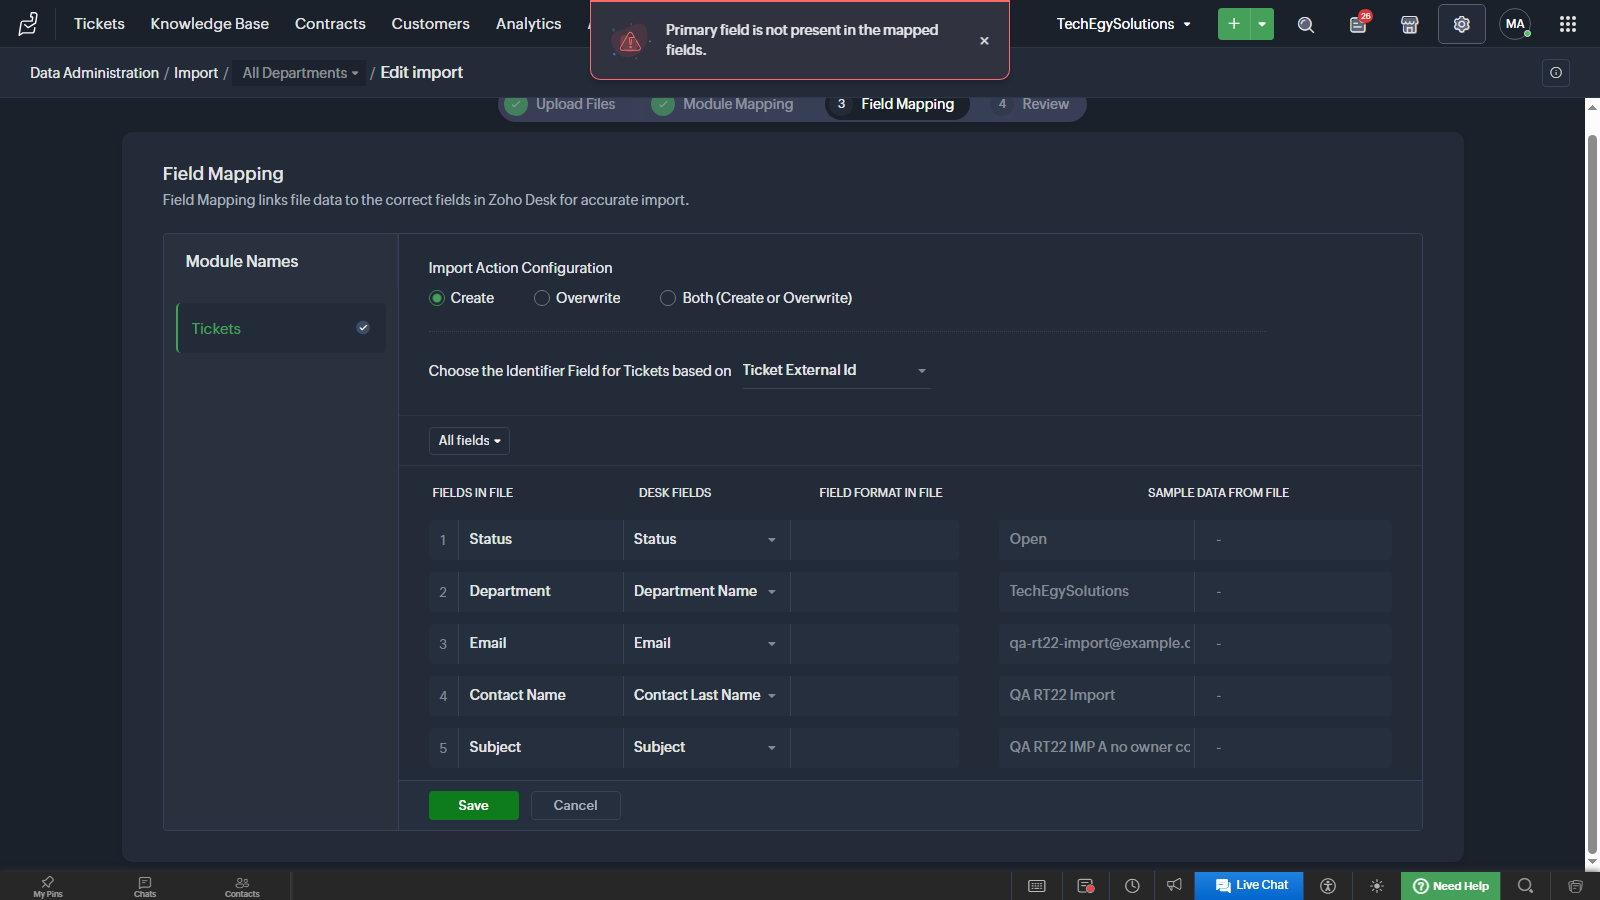 Tickets Knowledge Base Contracts Customers Analytics
Primary field is not present in the mapped
fields.
TechEgySolutions
26
MA
Data Administration / Import / All Departments / Edit import
Upload Files Module Mapping 3 Field Mapping 4 Review
Field Mapping
Field Mapping links file data to the correct fields in Zoho Desk for accurate import.
Module Names
Tickets
Import Action Configuration
Create Overwrite Both (Create or Overwrite)
Choose the Identifier Field for Tickets based on Ticket External Id
All fields
FIELDS IN FILE DESK FIELDS FIELD FORMAT IN FILE SAMPLE DATA FROM FILE
1 Status Status Open -
2 Department Department Name TechEgySolutions -
3 Email Email qa-rt22-import@example.c -
4 Contact Name Contact Last Name QA RT22 Import -
5 Subject Subject QA RT22 IMP A no owner co -
Save Cancel
My Pins Chats Contacts Live Chat Need Help